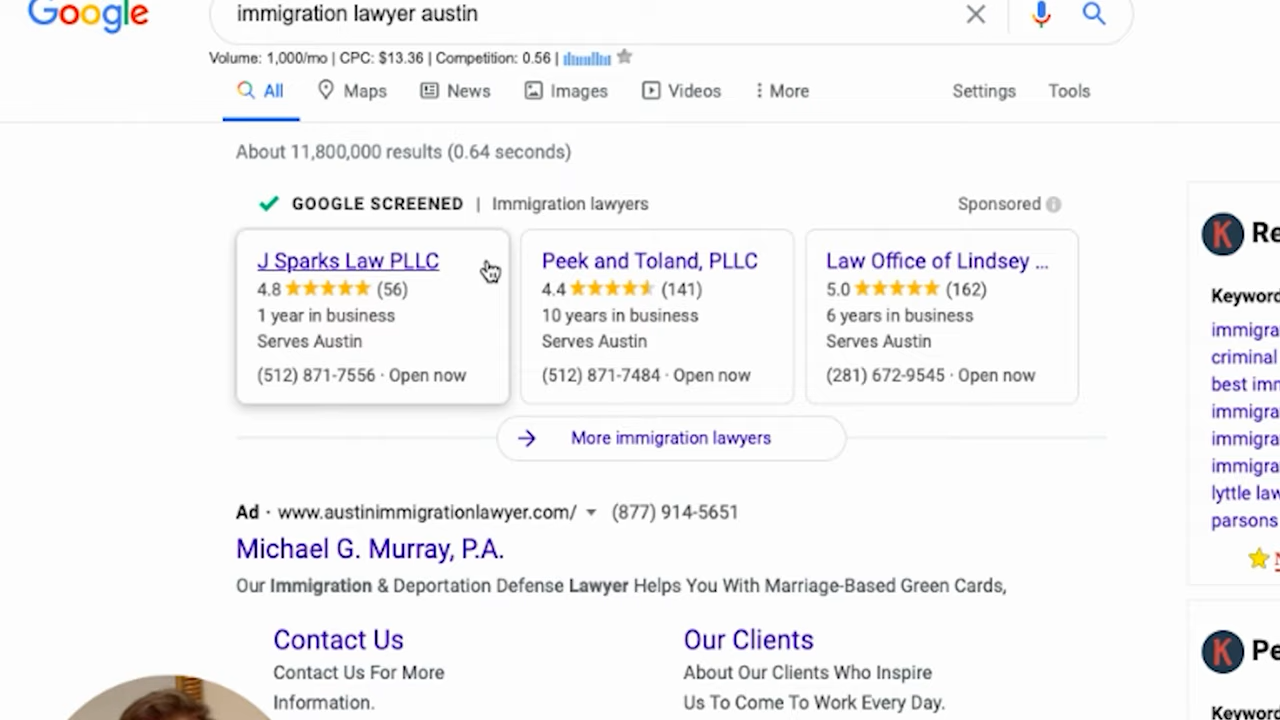 Google
immigration lawyer austin
Volume: 1,000/mo | CPC: $13.36 | Competition: 0.56 |
All Maps News Images Videos More Settings Tools
About 11,800,000 results (0.64 seconds)
GOOGLE SCREENED | Immigration lawyers Sponsored
J Sparks Law PLLC
4.8 (56)
1 year in business
Serves Austin
(512) 871-7556 · Open now
Peek and Toland, PLLC
4.4 (141)
10 years in business
Serves Austin
(512) 871-7484 · Open now
Law Office of Lindsey ...
5.0 (162)
6 years in business
Serves Austin
(281) 672-9545 · Open now
More immigration lawyers
Ad · www.austinimmigrationlawyer.com/ (877) 914-5651
Michael G. Murray, P.A.
Our Immigration & Deportation Defense Lawyer Helps You With Marriage-Based Green Cards,
Contact Us
Contact Us For More
Information.
Our Clients
About Our Clients Who Inspire
Us To Come To Work Every Day.
K Re
Keyword
immigra
criminal
best imm
immigra
immigra
immigra
lyttle law
parsons
K Pe
Keyword